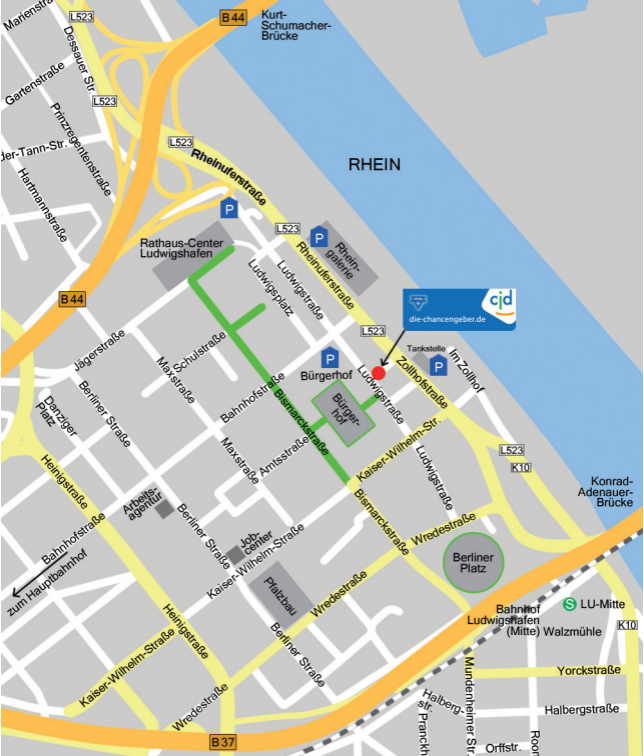 Marienstra
L523
B 44
Kurt-
Schumacher-
Brücke
Dessauer Str.
Gartenstraße
L523
Prinzregentenstraße
der-Tann-Str.
L523
Rheinuferstraße
RHEIN
Hartmannstraße
P
Rathaus-Center
Ludwigshafen
L523
P
Rhein-
galerie
Rheinuferstraße
Ludwigstraße
Ludwigsplatz
B 44
cjd
die-chancengeber.de
L523
Jägerstraße
Schulstraße
Maxstraße
P
Bürgerhof
Tankstelle
P
Im Zollhof
Zollhofstraße
Ludwigstraße
Danziger
Platz
Berliner Straße
Bahnhofstraße
Bismarckstraße
Bürger-
hof
Amtsstraße
Maxstraße
Kaiser-Wilhelm-Str.
Ludwigstraße
L523
K10
Heinigstraße
Konrad-
Adenauer-
Brücke
Arbeits-
agentur
Berliner Straße
Bismarckstraße
Bahnhofstraße
zum Hauptbahnhof
Job-
center
Kaiser-Wilhelm-Straße
Wredestraße
Berliner
Platz
Pfalzbau
Wredestraße
Bahnhof
Ludwigshafen
(Mitte)
S
LU-Mitte
Walzmühle
K10
Heinigstraße
Berliner Straße
Kaiser-Wilhelm-Straße
Wredestraße
Mundenheimer Str.
Yorckstraße
Halberg-
str.
Halbergstraße
B 37
Pranckh
Orffstr.
Roon